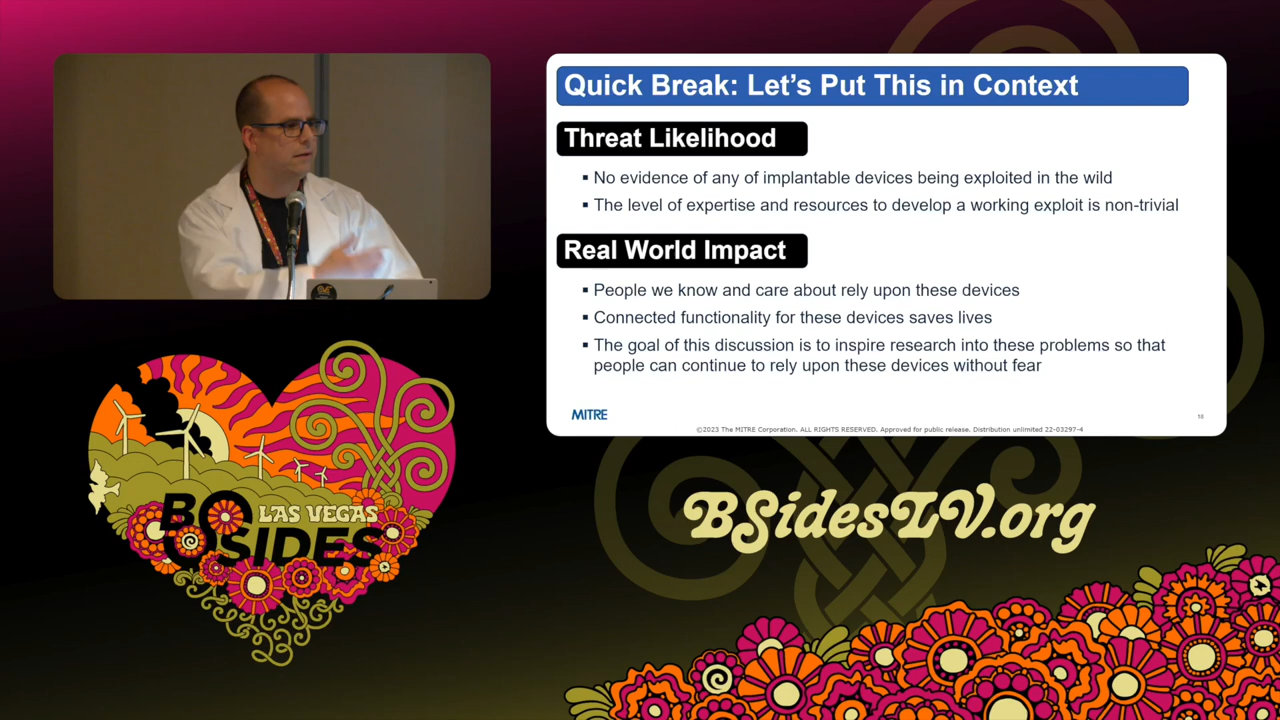 Quick Break: Let's Put This in Context
Threat Likelihood
▪ No evidence of any of implantable devices being exploited in the wild
▪ The level of expertise and resources to develop a working exploit is non-trivial
Real World Impact
▪ People we know and care about rely upon these devices
▪ Connected functionality for these devices saves lives
▪ The goal of this discussion is to inspire research into these problems so that
people can continue to rely upon these devices without fear
MITRE
18
©2023 The MITRE Corporation. ALL RIGHTS RESERVED. Approved for public release. Distribution unlimited 22-03297-4
LAS VEGAS
BSIDES
23
BSidesLV.org